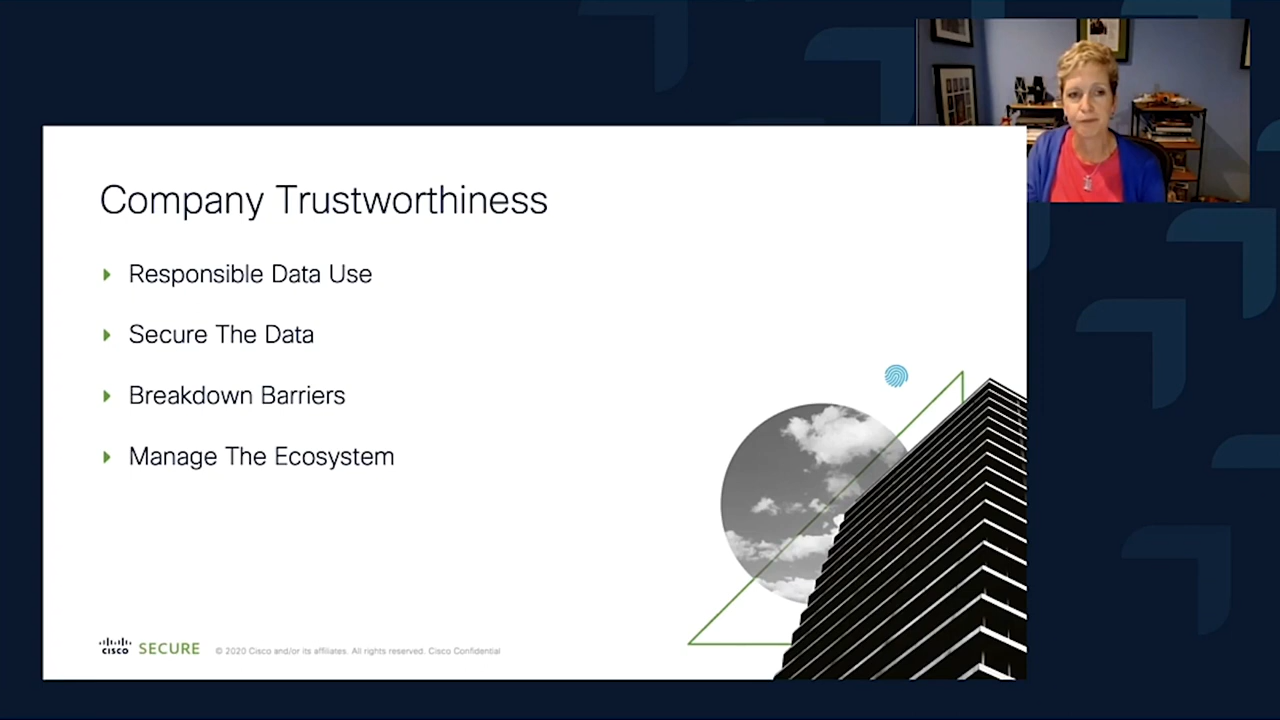 Company Trustworthiness
Responsible Data Use
Secure The Data
Breakdown Barriers
Manage The Ecosystem
CISCO SECURE © 2020 Cisco and/or its affiliates. All rights reserved. Cisco Confidential